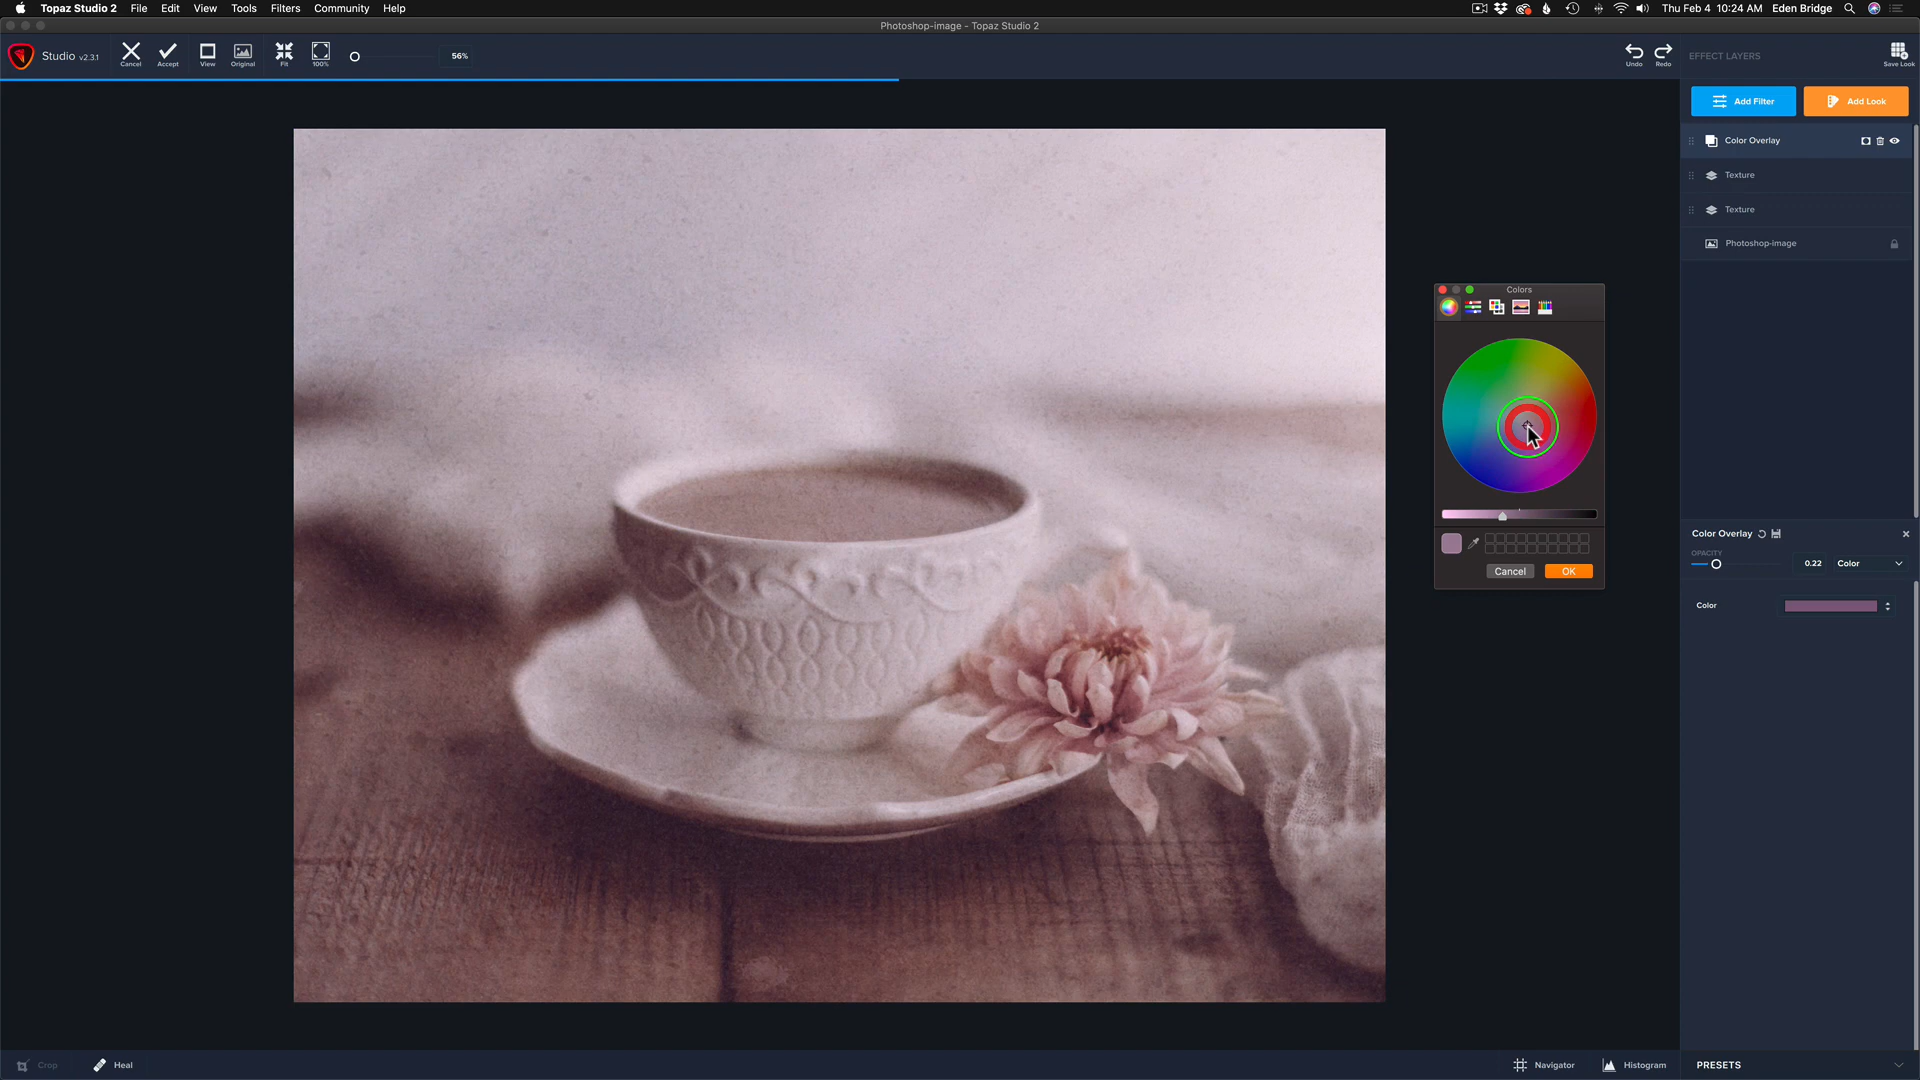 Topaz Studio 2 File Edit View Tools Filters Community Help
Thu Feb 4 10:24 AM Eden Bridge
Photoshop-image - Topaz Studio 2
Studio v2.3.1
Cancel Accept View Original Fit 100% 56% Undo Redo
EFFECT LAYERS
Save Look
Add Filter Add Look
Color Overlay
Texture
Texture
Photoshop-image
Colors
Cancel OK
Color Overlay
OPACITY
0.22 Color
Color
Crop Heal Navigator Histogram PRESETS